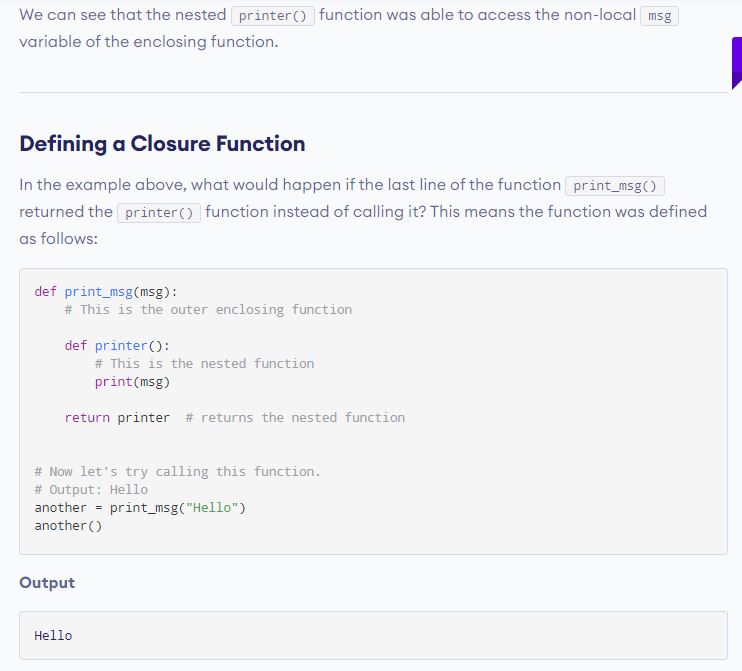 We can see that the nested printer() function was able to access the non-local msg
variable of the enclosing function.
Defining a Closure Function
In the example above, what would happen if the last line of the function print_msg()
returned the printer() function instead of calling it? This means the function was defined
as follows:
def print_msg(msg):
    # This is the outer enclosing function
    def printer():
        # This is the nested function
        print(msg)
    return printer  # returns the nested function
# Now let's try calling this function.
# Output: Hello
another = print_msg("Hello")
another()
Output
Hello